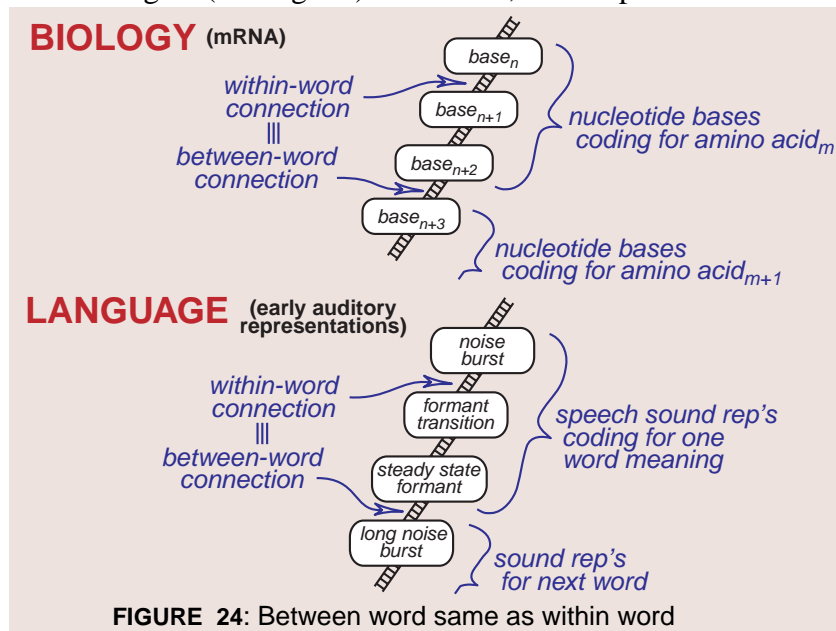 BIOLOGY (mRNA)
base_n
within-word
connection
≡
between-word
connection
base_n+1
base_n+2
base_n+3
nucleotide bases
coding for amino acid_m
nucleotide bases
coding for amino acid_m+1
LANGUAGE (early auditory
representations)
noise
burst
within-word
connection
≡
between-word
connection
formant
transition
steady state
formant
long noise
burst
speech sound rep's
coding for one
word meaning
sound rep's
for next word
FIGURE 24: Between word same as within word